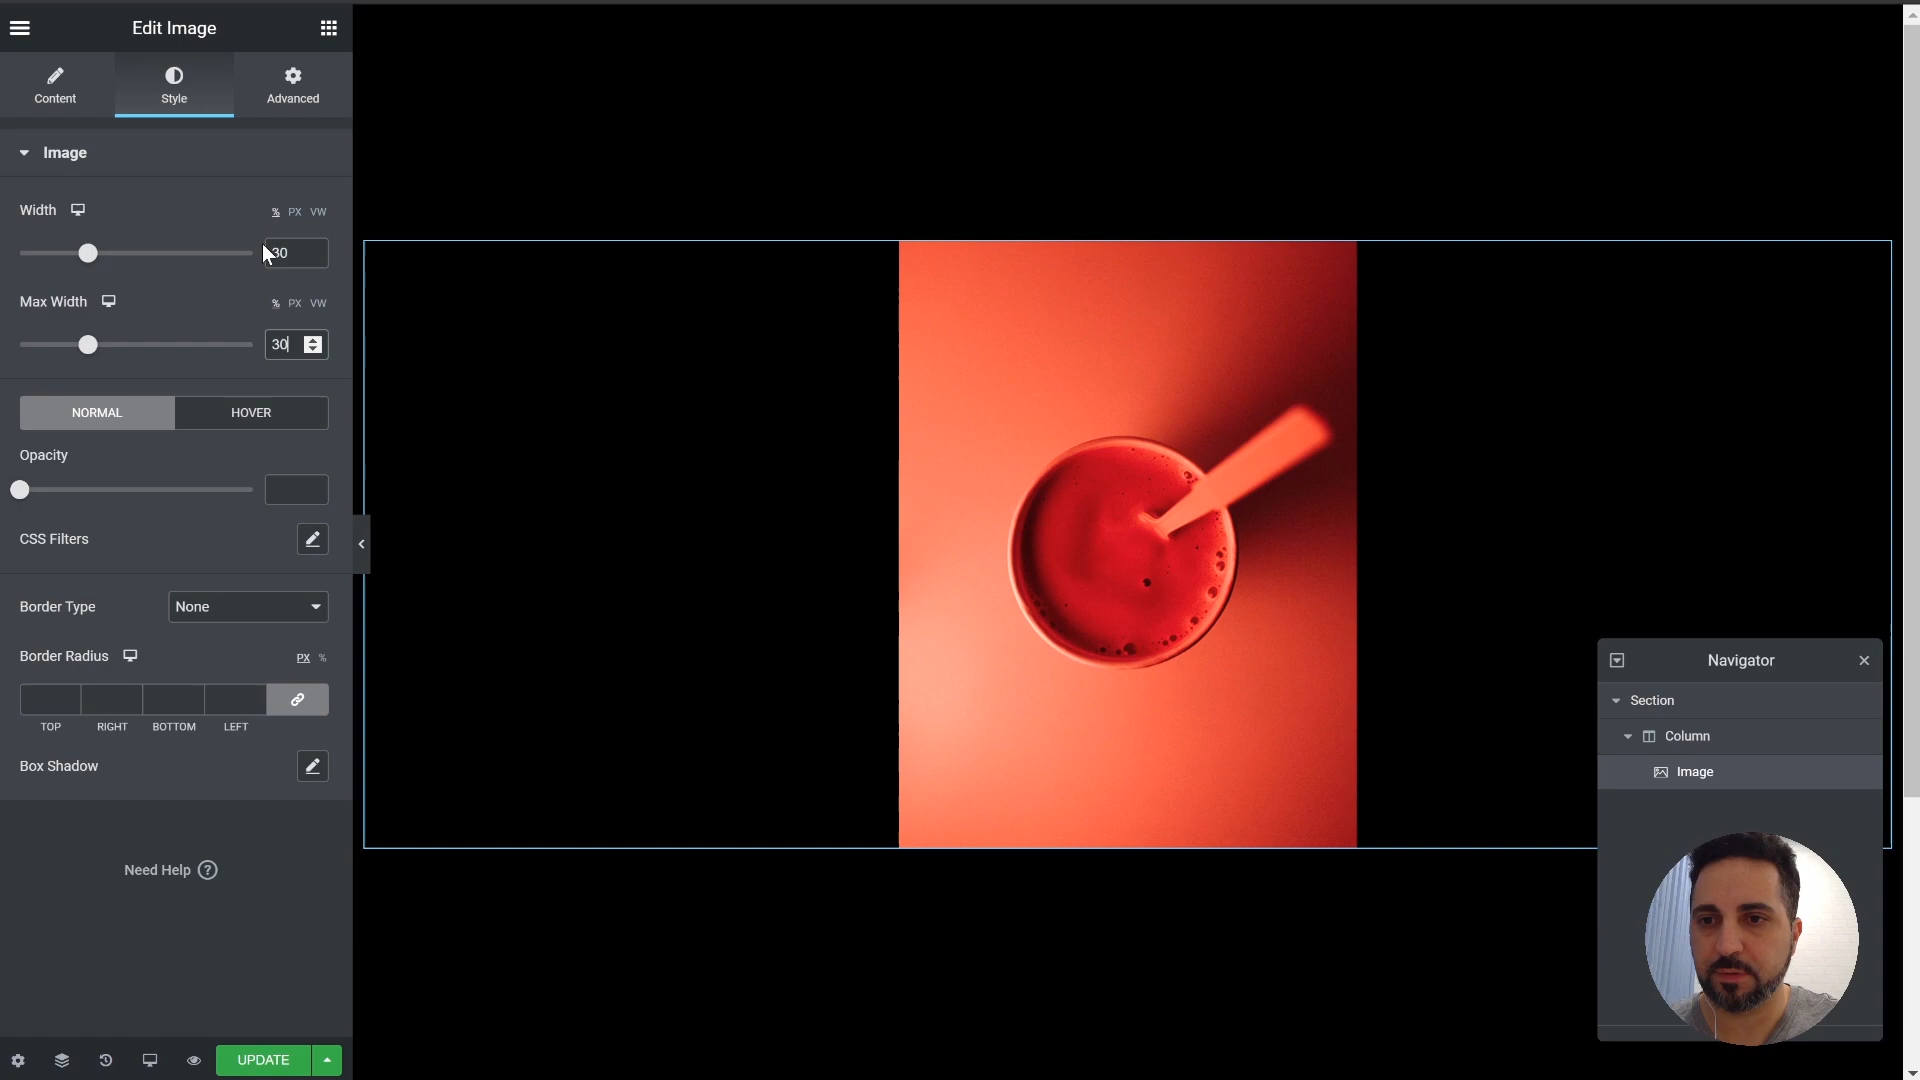 Edit Image
Content
Style
Advanced
Image
Width
% PX VW
30
Max Width
% PX VW
30
NORMAL
HOVER
Opacity
CSS Filters
Border Type
None
Border Radius
PX %
TOP
RIGHT
BOTTOM
LEFT
Box Shadow
Need Help ?
UPDATE
Navigator
Section
Column
Image